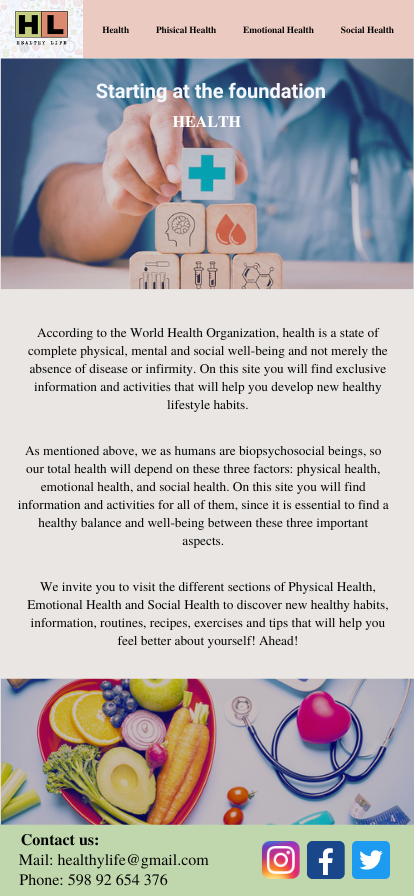 HL
HEALTHY LIFE
Health Phisical Health Emotional Health Social Health
Starting at the foundation
HEALTH
According to the World Health Organization, health is a state of
complete physical, mental and social well-being and not merely the
absence of disease or infirmity. On this site you will find exclusive
information and activities that will help you develop new healthy
lifestyle habits.
As mentioned above, we as humans are biopsychosocial beings, so
our total health will depend on these three factors: physical health,
emotional health, and social health. On this site you will find
information and activities for all of them, since it is essential to find a
healthy balance and well-being between these three important
aspects.
We invite you to visit the different sections of Physical Health,
Emotional Health and Social Health to discover new healthy habits,
information, routines, recipes, exercises and tips that will help you
feel better about yourself! Ahead!
Contact us:
Mail: healthylife@gmail.com
Phone: 598 92 654 376